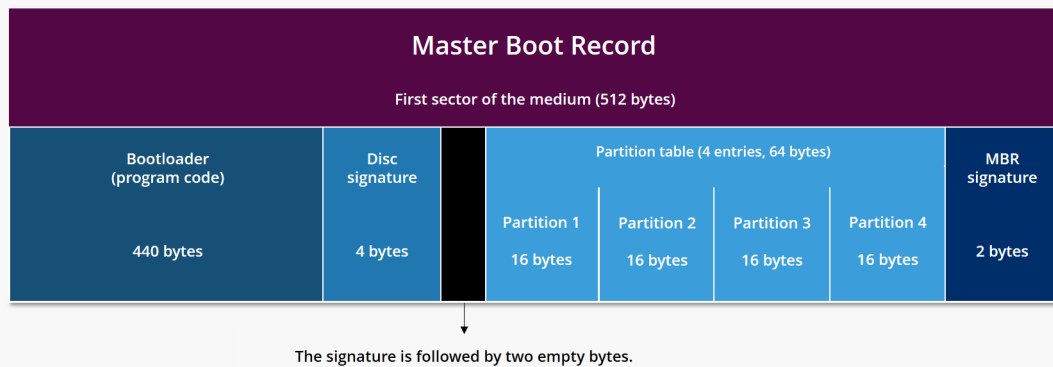 Master Boot Record
First sector of the medium (512 bytes)
Bootloader
(program code)
440 bytes
Disc
signature
4 bytes
Partition table (4 entries, 64 bytes)
Partition 1
16 bytes
Partition 2
16 bytes
Partition 3
16 bytes
Partition 4
16 bytes
MBR
signature
2 bytes
The signature is followed by two empty bytes.